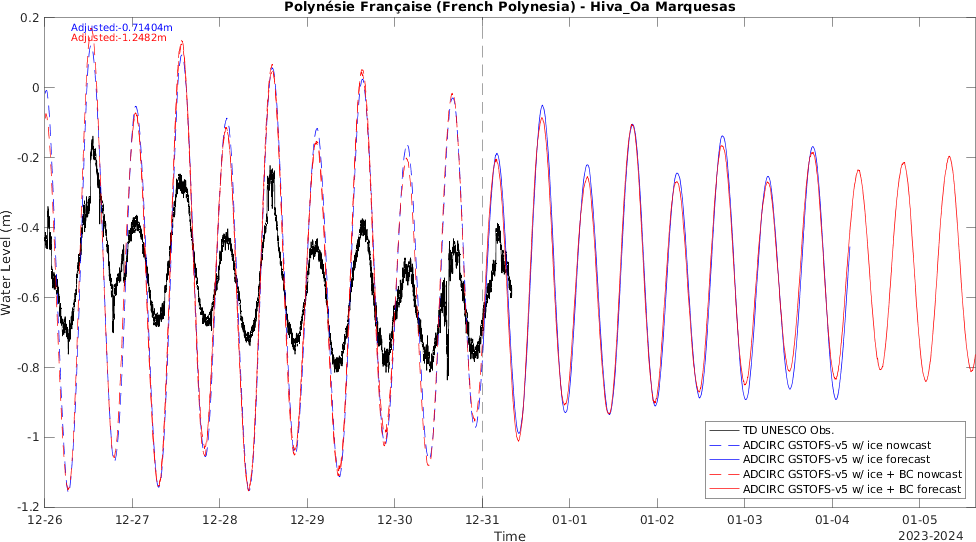 Polynésie Française (French Polynesia) - Hiva_Oa Marquesas
Adjusted:-0.71404m
Adjusted:-1.2482m
0.2
0
-0.2
-0.4
-0.6
-0.8
-1
-1.2
Water Level (m)
TD UNESCO Obs.
ADCIRC GSTOFS-v5 w/ ice nowcast
ADCIRC GSTOFS-v5 w/ ice forecast
ADCIRC GSTOFS-v5 w/ ice + BC nowcast
ADCIRC GSTOFS-v5 w/ ice + BC forecast
12-26 12-27 12-28 12-29 12-30 12-31 01-01 01-02 01-03 01-04 01-05
Time
2023-2024